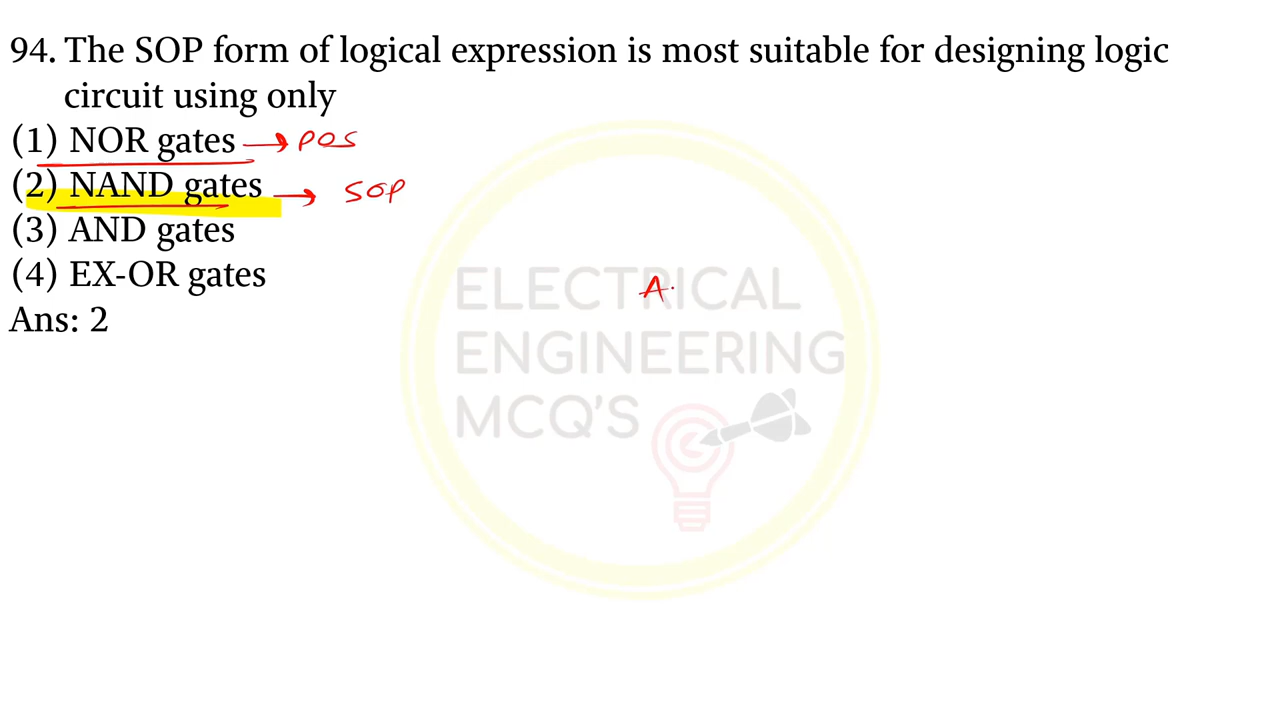 94. The SOP form of logical expression is most suitable for designing logic
circuit using only
(1) NOR gates → POS
(2) NAND gates → SOP
(3) AND gates
(4) EX-OR gates
Ans: 2
A.
ELECTRICAL
ENGINEERING
MCQ'S